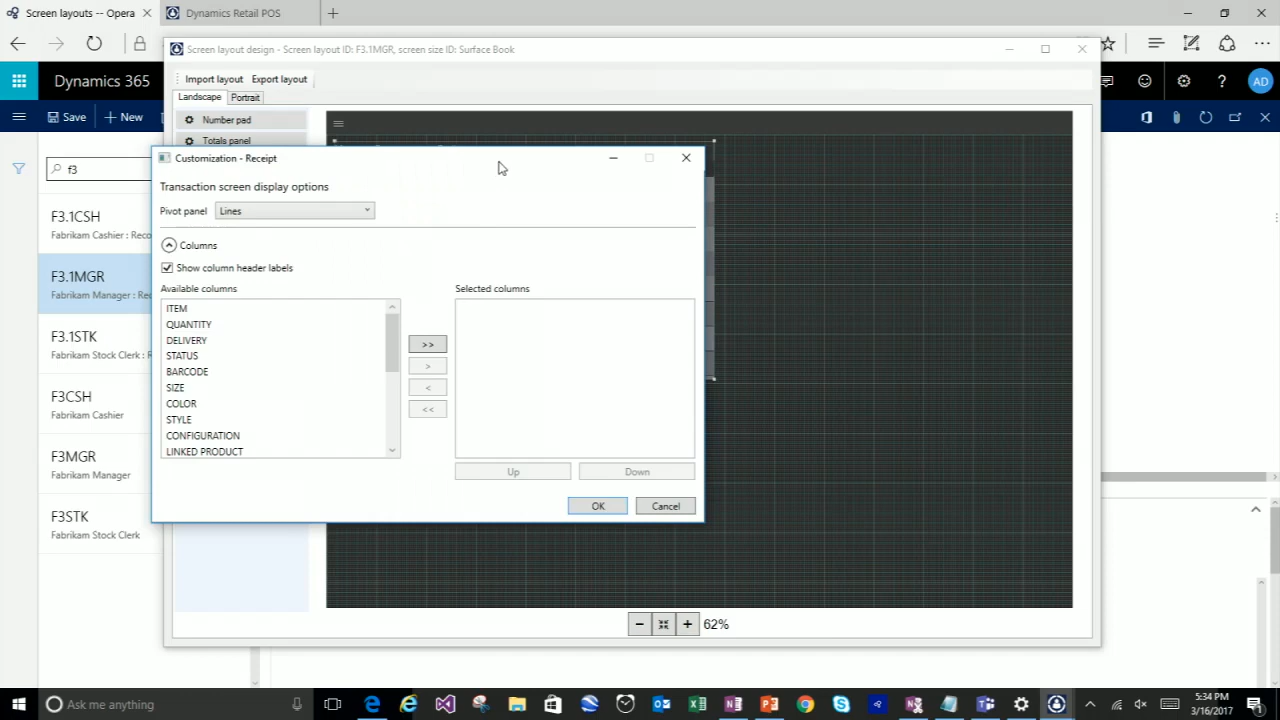 Screen layouts -- Opera
Dynamics Retail POS
Screen layout design - Screen layout ID: F3.1MGR, screen size ID: Surface Book
Dynamics 365
AD
Import layout Export layout
Landscape Portrait
Save New
Number pad
Totals panel
f3
Customization - Receipt
Transaction screen display options
Pivot panel Lines
Columns
Show column header labels
Available columns
Selected columns
ITEM
QUANTITY
DELIVERY
STATUS
BARCODE
SIZE
COLOR
STYLE
CONFIGURATION
LINKED PRODUCT
>>
>
<
<<
Up Down
OK Cancel
F3.1CSH
Fabrikam Cashier : Reco
F3.1MGR
Fabrikam Manager : Rec
F3.1STK
Fabrikam Stock Clerk : R
F3CSH
Fabrikam Cashier
F3MGR
Fabrikam Manager
F3STK
Fabrikam Stock Clerk
62%
Ask me anything
5:34 PM
3/16/2017